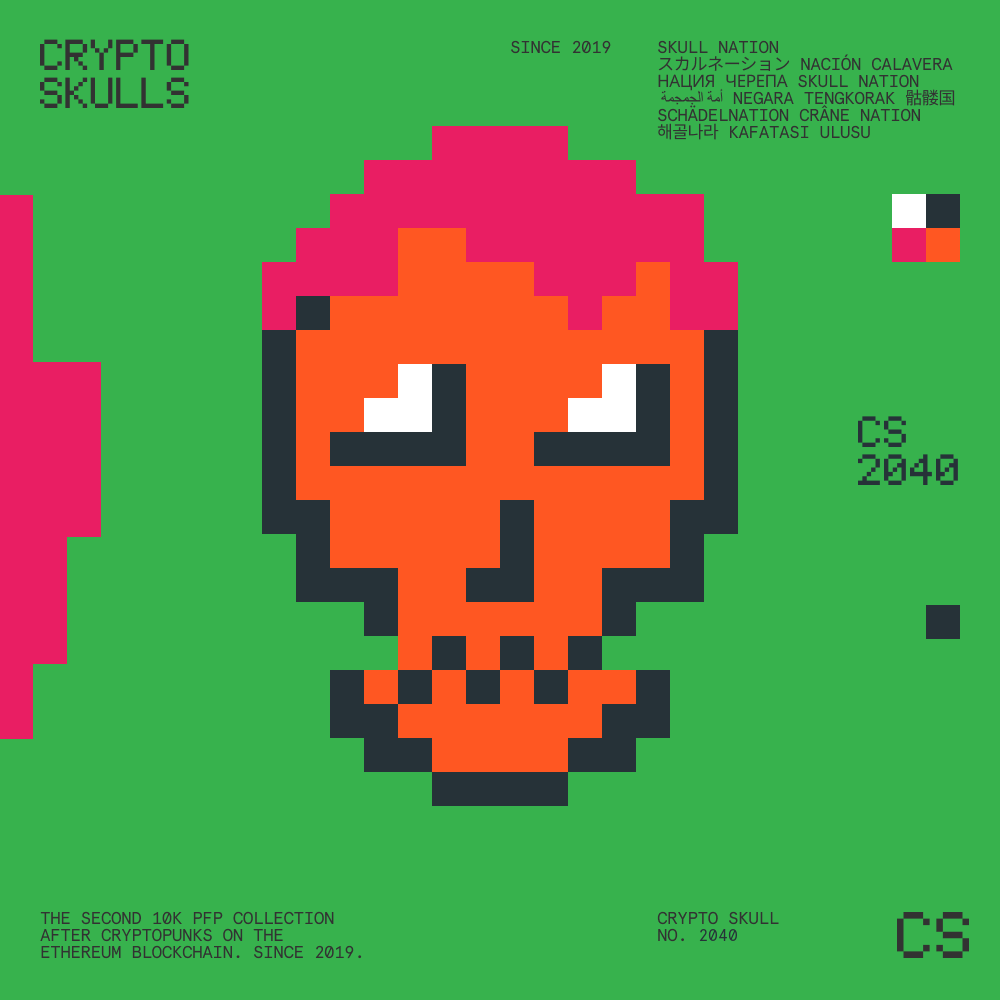 CRYPTO
SKULLS
SINCE 2019
SKULL NATION
スカルネーション NACIÓN CALAVERA
НАЦИЯ ЧЕРЕПА SKULL NATION
أمة الجمجمة NEGARA TENGKORAK 骷髅国
SCHÄDELNATION CRÂNE NATION
해골나라 KAFATASI ULUSU
CS
2040
THE SECOND 10K PFP COLLECTION
AFTER CRYPTOPUNKS ON THE
ETHEREUM BLOCKCHAIN. SINCE 2019.
CRYPTO SKULL
NO. 2040
CS